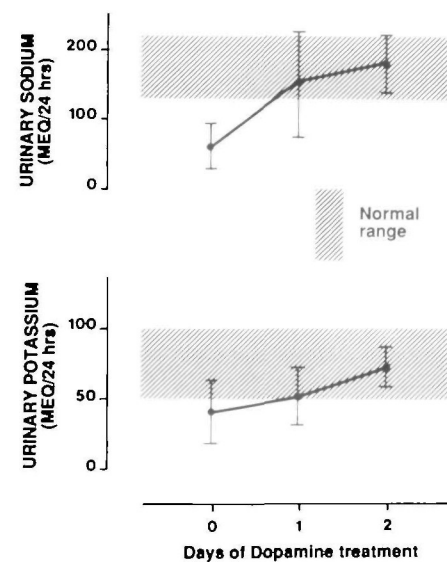 URINARY SODIUM
(MEQ/24 hrs)
200
100
0
Normal
range
URINARY POTASSIUM
(MEQ/24 hrs)
100
50
0
0 1 2
Days of Dopamine treatment